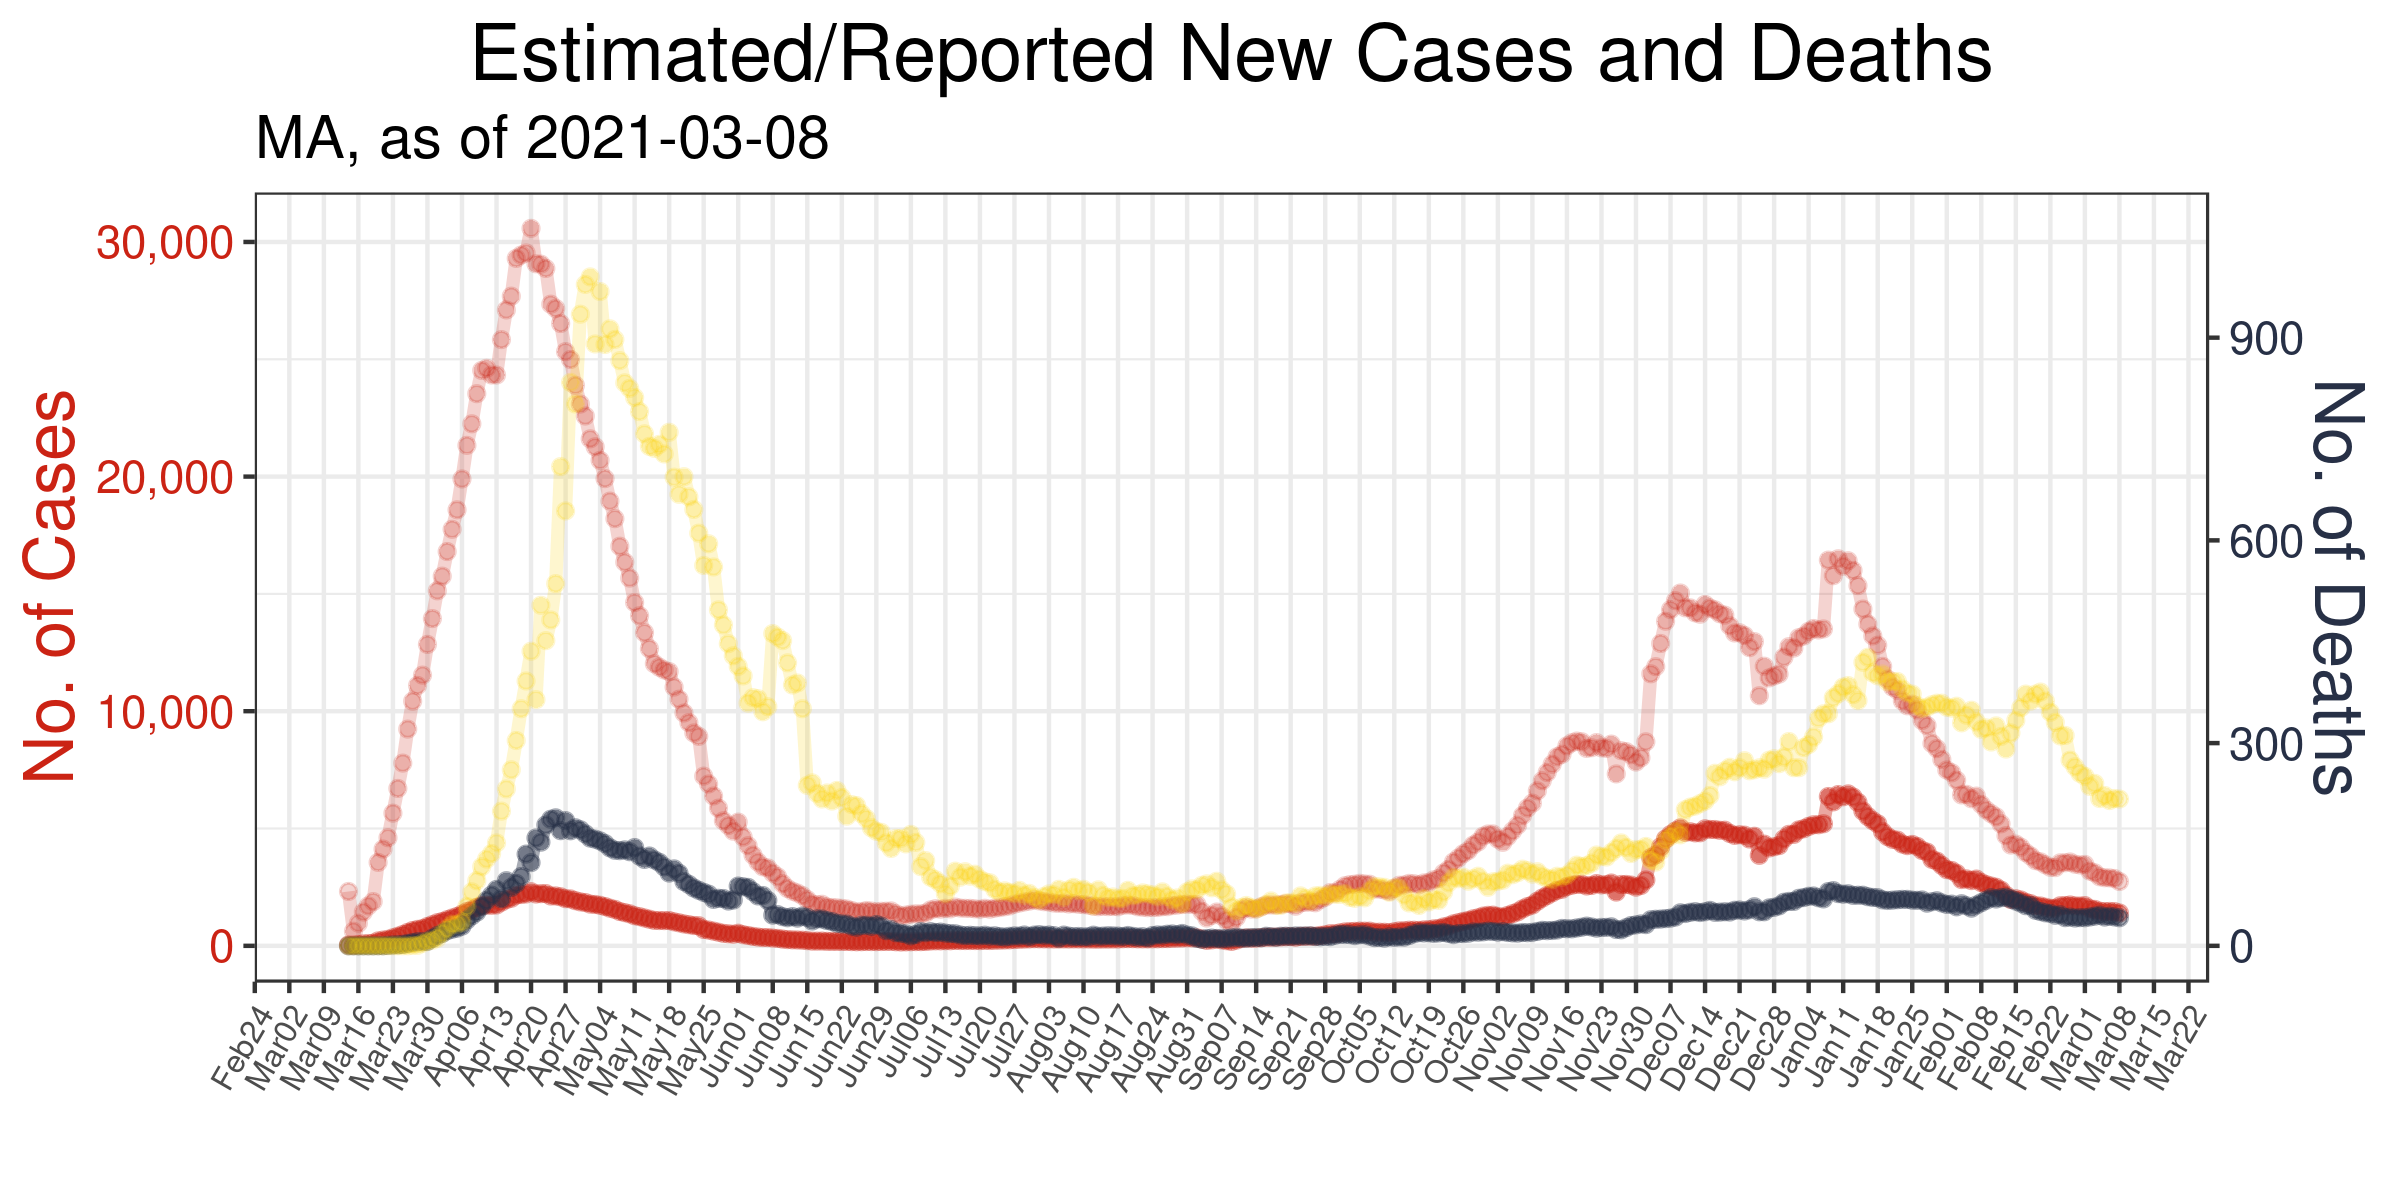 Estimated/Reported New Cases and Deaths
MA, as of 2021-03-08
No. of Cases
30,000
20,000
10,000
0
900
600
300
0
No. of Deaths
Feb24
Mar02
Mar09
Mar16
Mar23
Mar30
Apr06
Apr13
Apr20
Apr27
May04
May11
May18
May25
Jun01
Jun08
Jun15
Jun22
Jun29
Jul06
Jul13
Jul20
Jul27
Aug03
Aug10
Aug17
Aug24
Aug31
Sep07
Sep14
Sep21
Sep28
Oct05
Oct12
Oct19
Oct26
Nov02
Nov09
Nov16
Nov23
Nov30
Dec07
Dec14
Dec21
Dec28
Jan04
Jan11
Jan18
Jan25
Feb01
Feb08
Feb15
Feb22
Mar01
Mar08
Mar15
Mar22